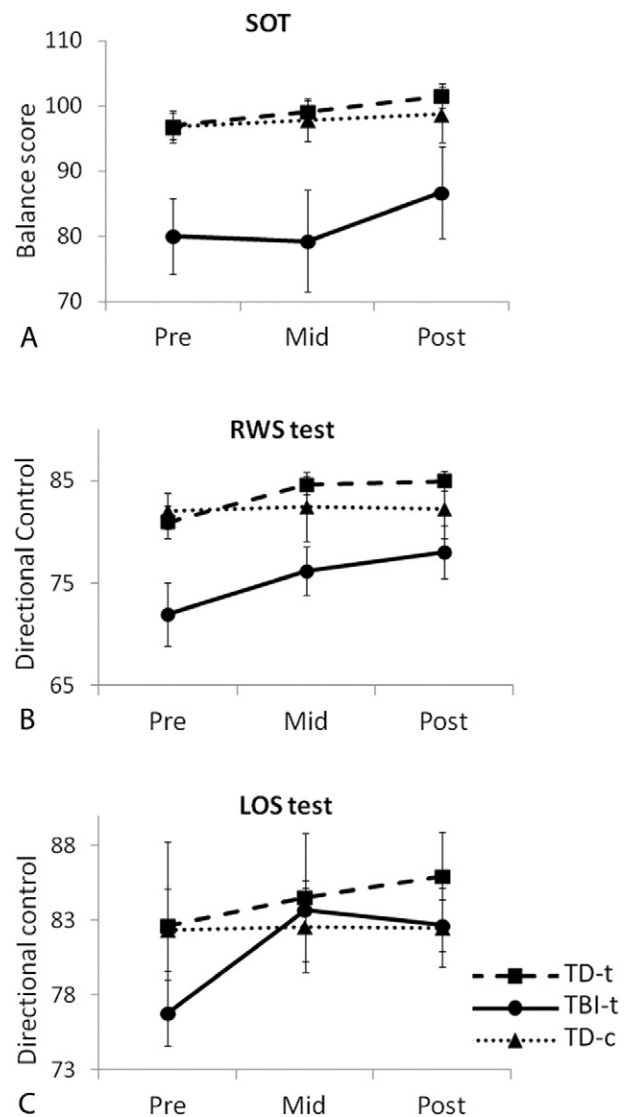 SOT
110
100
90
80
70
Balance score
Pre Mid Post
A
RWS test
85
75
65
Directional Control
Pre Mid Post
B
LOS test
88
83
78
73
Directional control
Pre Mid Post
C
TD-t
TBI-t
TD-c